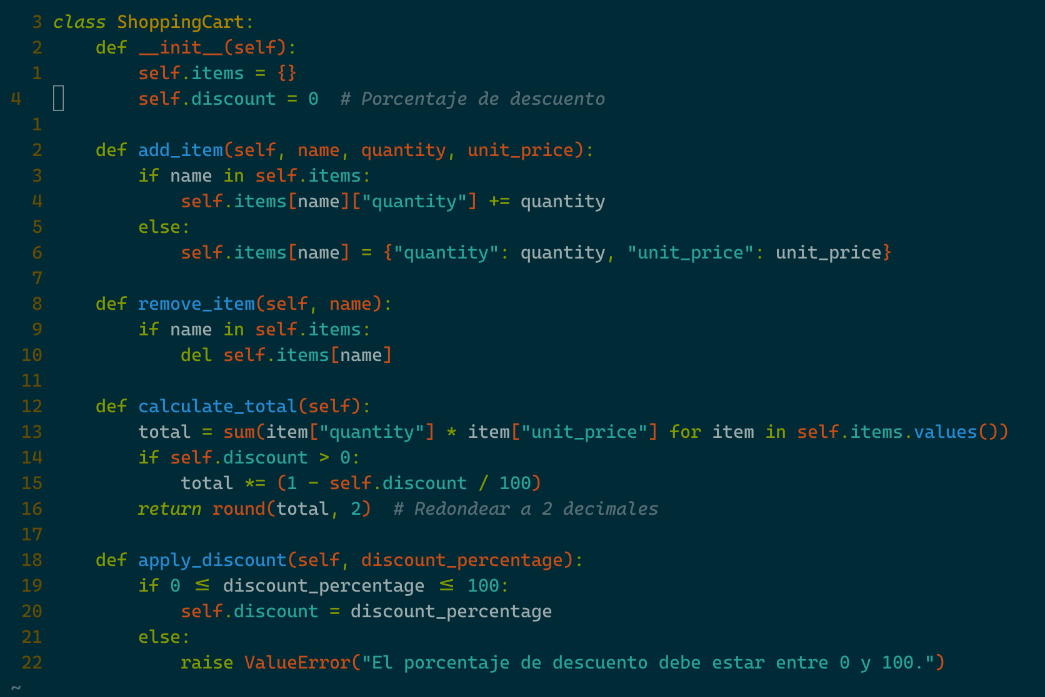 3 class ShoppingCart:
2     def __init__(self):
1         self.items = {}
4         self.discount = 0  # Porcentaje de descuento
1
2     def add_item(self, name, quantity, unit_price):
3         if name in self.items:
4             self.items[name]["quantity"] += quantity
5         else:
6             self.items[name] = {"quantity": quantity, "unit_price": unit_price}
7
8     def remove_item(self, name):
9         if name in self.items:
10             del self.items[name]
11
12     def calculate_total(self):
13         total = sum(item["quantity"] * item["unit_price"] for item in self.items.values())
14         if self.discount > 0:
15             total *= (1 - self.discount / 100)
16         return round(total, 2)  # Redondear a 2 decimales
17
18     def apply_discount(self, discount_percentage):
19         if 0 ≤ discount_percentage ≤ 100:
20             self.discount = discount_percentage
21         else:
22             raise ValueError("El porcentaje de descuento debe estar entre 0 y 100.")
~